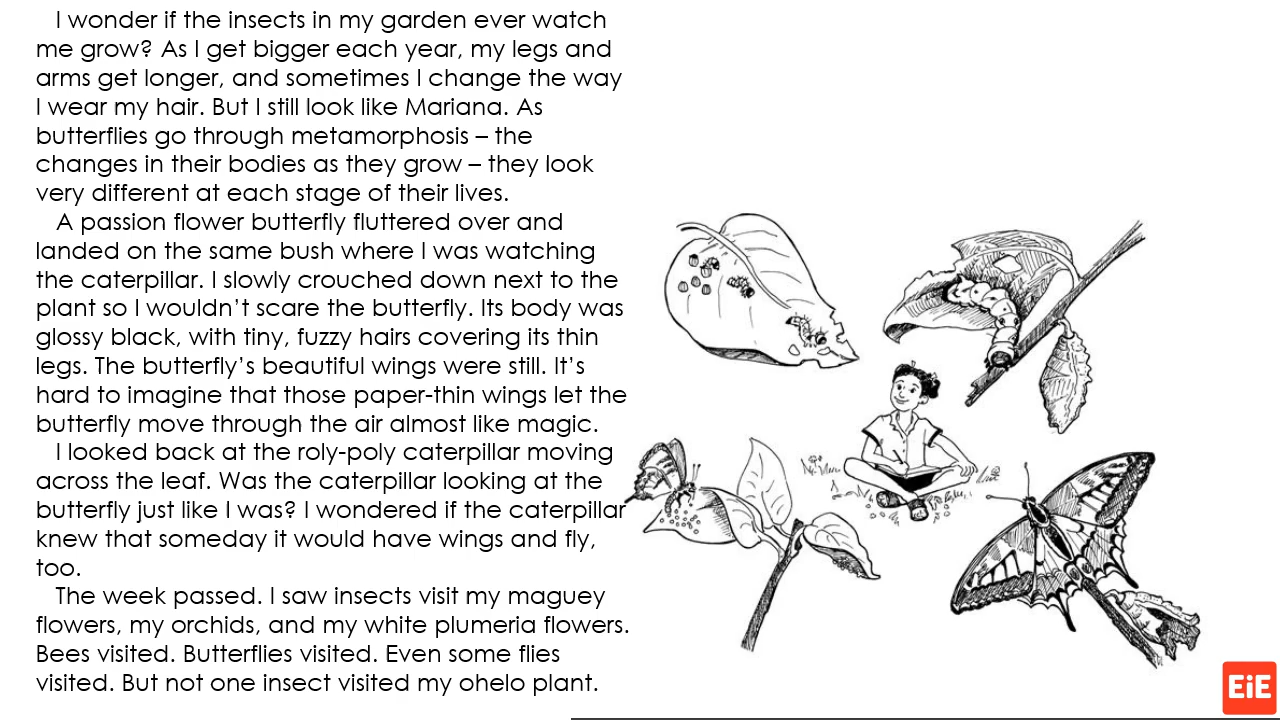 I wonder if the insects in my garden ever watch
me grow? As I get bigger each year, my legs and
arms get longer, and sometimes I change the way
I wear my hair. But I still look like Mariana. As
butterflies go through metamorphosis – the
changes in their bodies as they grow – they look
very different at each stage of their lives.
A passion flower butterfly fluttered over and
landed on the same bush where I was watching
the caterpillar. I slowly crouched down next to the
plant so I wouldn’t scare the butterfly. Its body was
glossy black, with tiny, fuzzy hairs covering its thin
legs. The butterfly’s beautiful wings were still. It’s
hard to imagine that those paper-thin wings let the
butterfly move through the air almost like magic.
I looked back at the roly-poly caterpillar moving
across the leaf. Was the caterpillar looking at the
butterfly just like I was? I wondered if the caterpillar
knew that someday it would have wings and fly,
too.
The week passed. I saw insects visit my maguey
flowers, my orchids, and my white plumeria flowers.
Bees visited. Butterflies visited. Even some flies
visited. But not one insect visited my ohelo plant.
EiE